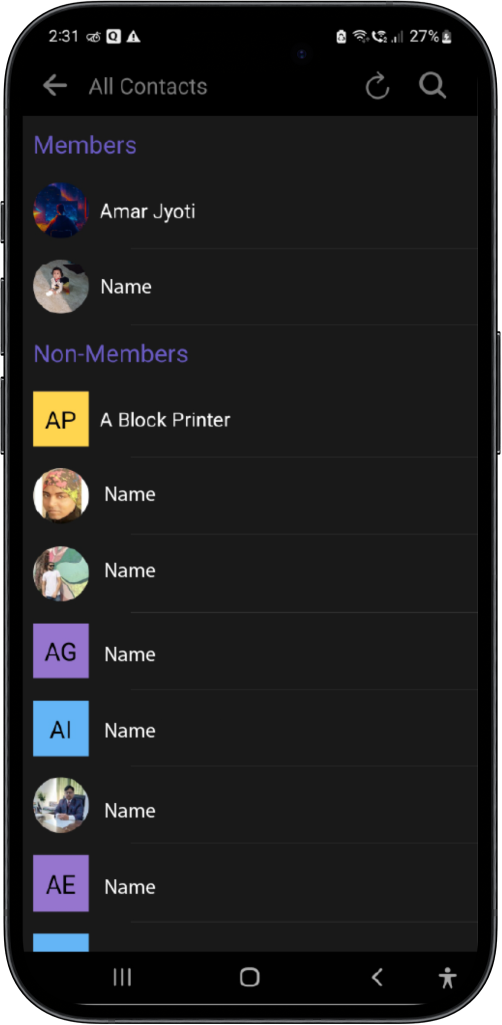 2:31 27%
All Contacts
Members
Amar Jyoti
Name
Non-Members
AP A Block Printer
Name
Name
AG Name
AI Name
Name
AE Name